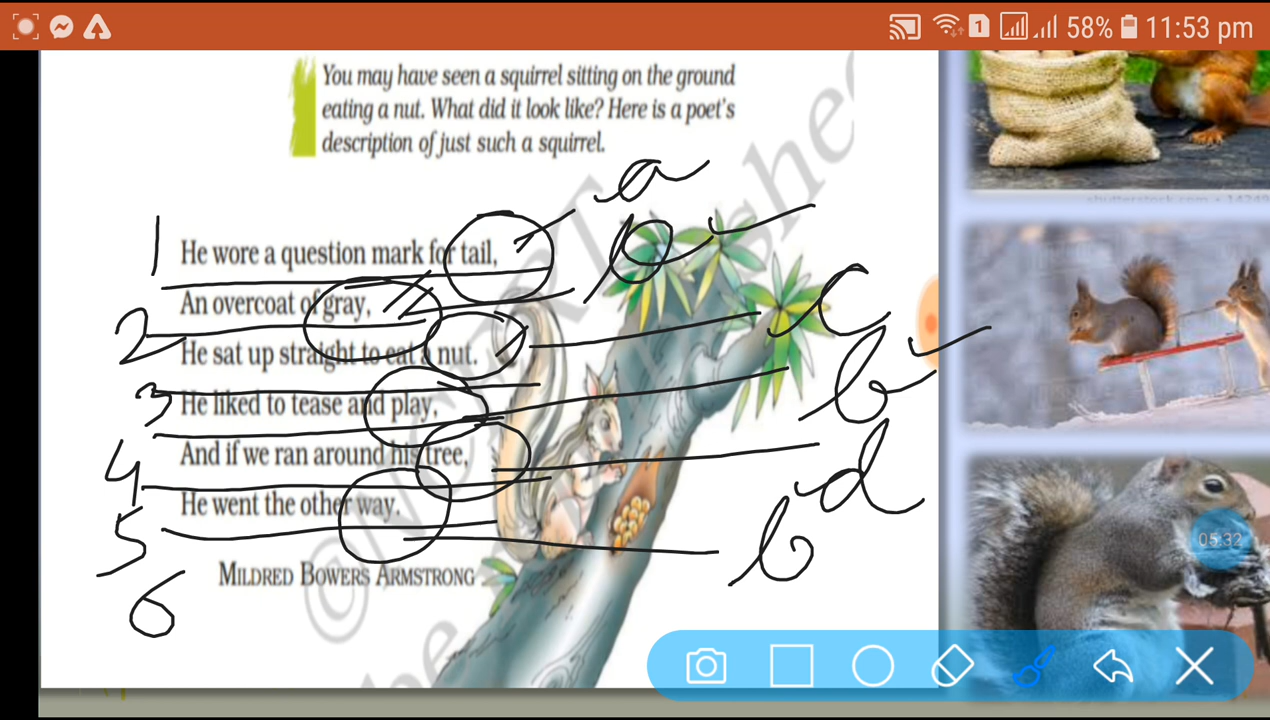 58% 11:53 pm
You may have seen a squirrel sitting on the ground
eating a nut. What did it look like? Here is a poet's
description of just such a squirrel.
a
1 He wore a question mark for tail, b
2 An overcoat of gray, c
3 He sat up straight to eat a nut. b
4 He liked to tease and play, d
5 And if we ran around his tree, b
6 He went the other way.
MILDRED BOWERS ARMSTRONG
05:32